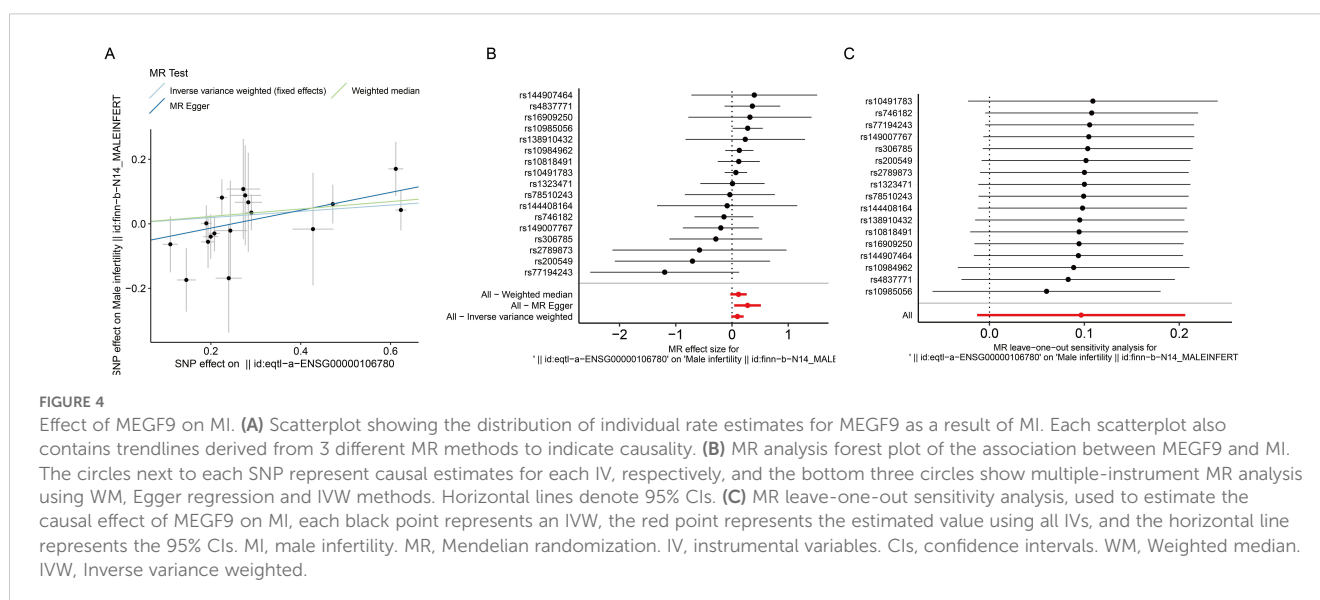 A
MR Test
Inverse variance weighted (fixed effects)
Weighted median
MR Egger
SNP effect on Male infertility || id:finn−b−N14_MALEINFERT
0.2
0.0
−0.2
0.2
0.4
0.6
SNP effect on || id:eqtl−a−ENSG00000106780
B
rs144907464
rs4837771
rs16909250
rs10985056
rs138910432
rs10984962
rs10818491
rs10491783
rs1323471
rs78510243
rs144408164
rs746182
rs149007767
rs306785
rs2789873
rs200549
rs77194243
All − Weighted median
All − MR Egger
All − Inverse variance weighted
−2
−1
0
1
MR effect size for
' || id:eqtl−a−ENSG00000106780' on 'Male infertility || id:finn−b−N14_MALE
C
rs10491783
rs746182
rs77194243
rs149007767
rs306785
rs200549
rs2789873
rs1323471
rs78510243
rs144408164
rs138910432
rs10818491
rs16909250
rs144907464
rs10984962
rs4837771
rs10985056
All
0.0
0.1
0.2
MR leave−one−out sensitivity analysis for
' || id:eqtl−a−ENSG00000106780' on 'Male infertility || id:finn−b−N14_MALEINFERT
FIGURE 4
Effect of MEGF9 on MI. (A) Scatterplot showing the distribution of individual rate estimates for MEGF9 as a result of MI. Each scatterplot also
contains trendlines derived from 3 different MR methods to indicate causality. (B) MR analysis forest plot of the association between MEGF9 and MI.
The circles next to each SNP represent causal estimates for each IV, respectively, and the bottom three circles show multiple-instrument MR analysis
using WM, Egger regression and IVW methods. Horizontal lines denote 95% CIs. (C) MR leave-one-out sensitivity analysis, used to estimate the
causal effect of MEGF9 on MI, each black point represents an IVW, the red point represents the estimated value using all IVs, and the horizontal line
represents the 95% CIs. MI, male infertility. MR, Mendelian randomization. IV, instrumental variables. CIs, confidence intervals. WM, Weighted median.
IVW, Inverse variance weighted.